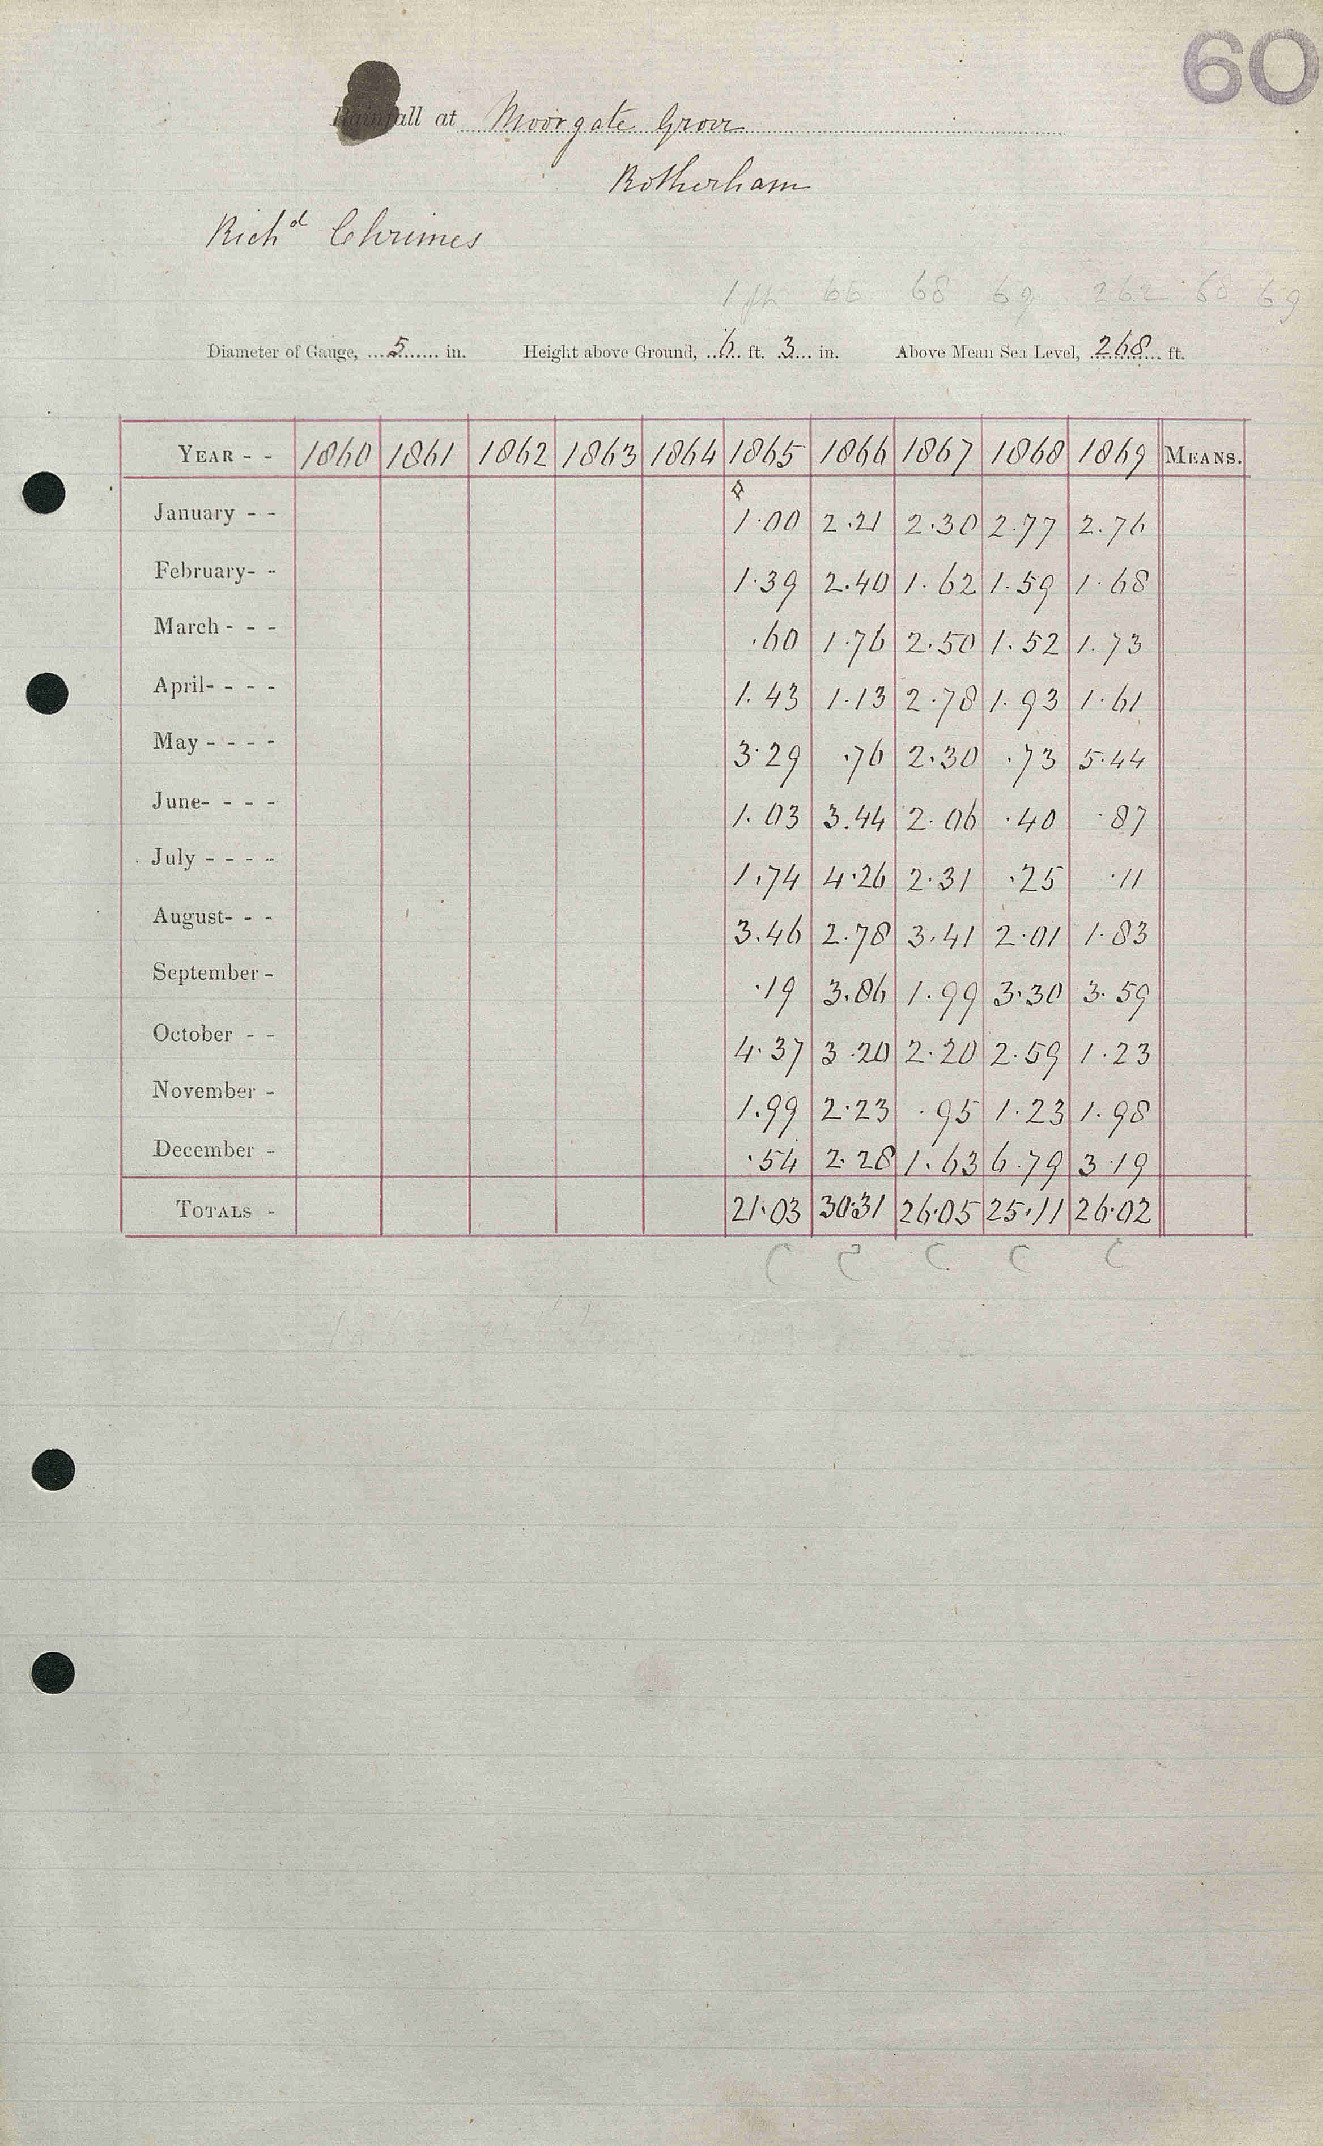 60
Rainfall at Moorgate Grove
Rotherham
Rich^d Chrimes
66 68 69 262 68 69
Diameter of Gauge, 5 in. Height above Ground, 6 ft. 3 in. Above Mean Sea Level, 268 ft.
YEAR - - 1860 1861 1862 1863 1864 1865 1866 1867 1868 1869 MEANS.
January - - 1.00 2.21 2.30 2.77 2.76
February- - 1.39 2.40 1.62 1.59 1.68
March - - - .60 1.76 2.50 1.52 1.73
April- - - - 1.43 1.13 2.78 1.93 1.61
May - - - - 3.29 .76 2.30 .73 5.44
June- - - - 1.03 3.44 2.06 .40 .87
July - - - - 1.74 4.26 2.31 .25 .11
August- - - 3.46 2.78 3.41 2.01 1.83
September - .19 3.86 1.99 3.30 3.59
October - - 4.37 3.20 2.20 2.59 1.23
November - 1.99 2.23 .95 1.23 1.98
December - .54 2.28 1.63 6.79 3.19
TOTALS - 21.03 30.31 26.05 25.11 26.02
C C C C C